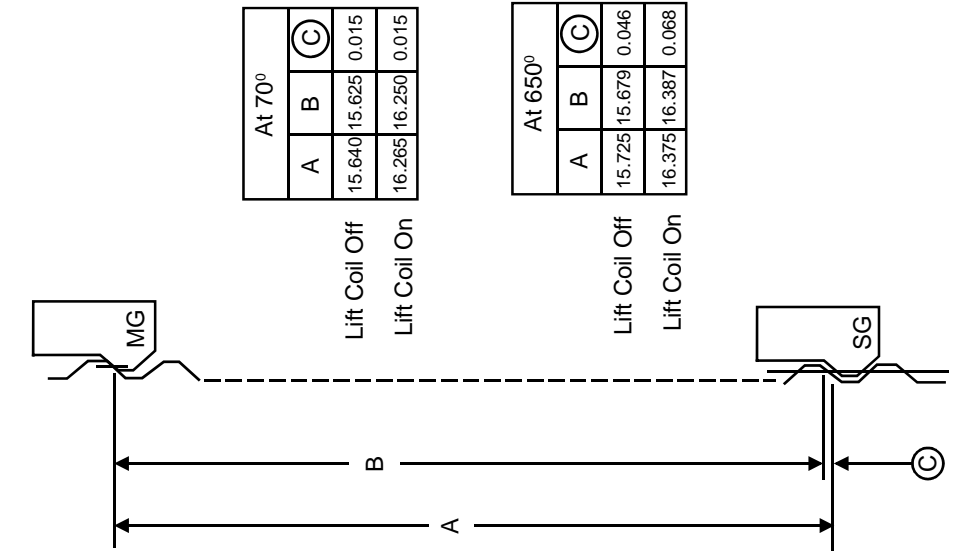 At 70⁰
A B C
Lift Coil Off 15.640 15.625 0.015
Lift Coil On 16.265 16.250 0.015
At 650⁰
A B C
Lift Coil Off 15.725 15.679 0.046
Lift Coil On 16.375 16.387 0.068
MG
SG
B
C
A